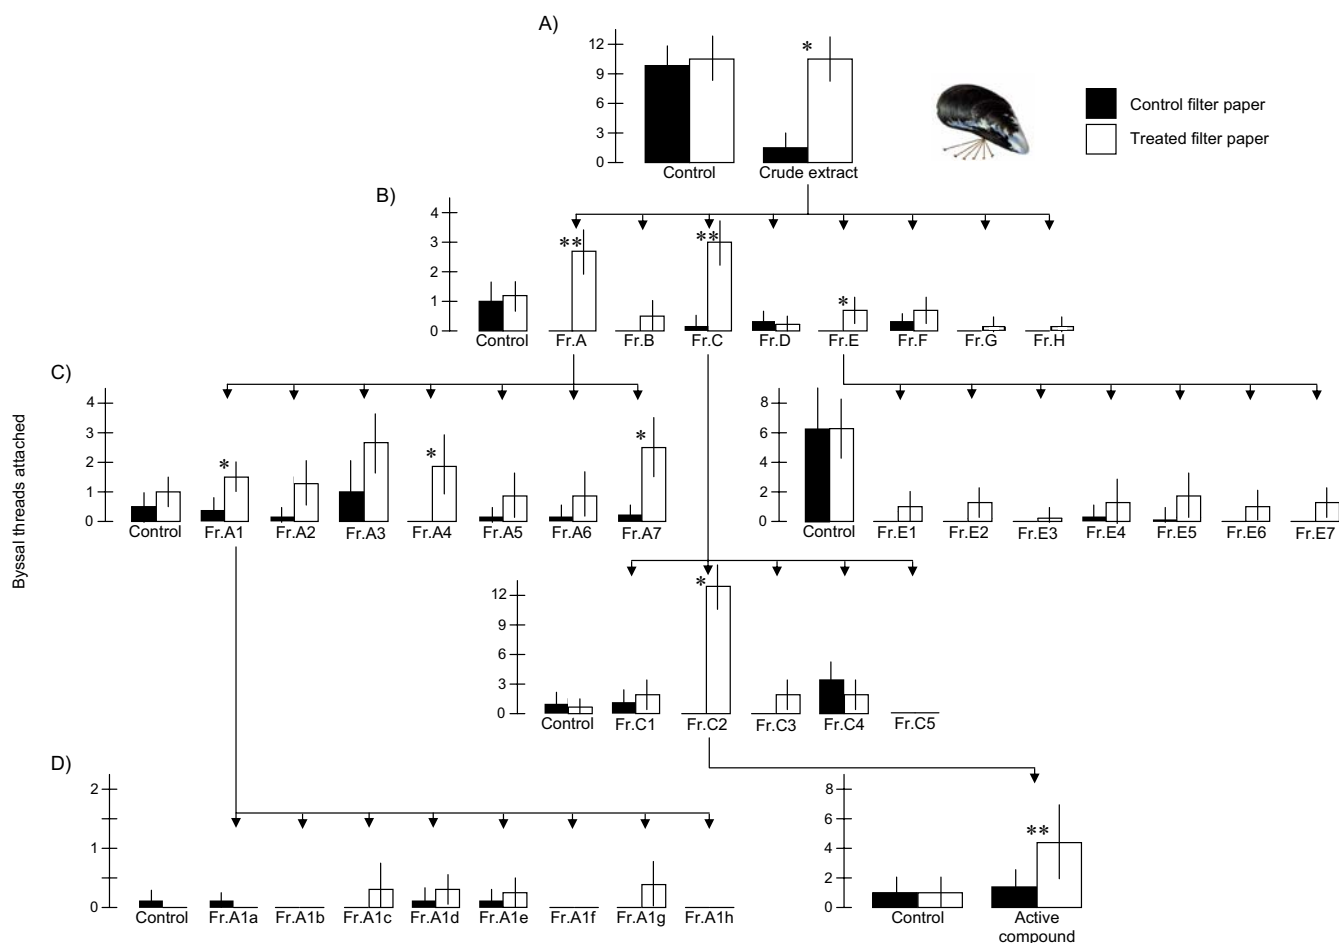 A)
12
9
6
3
0
*
Control
Crude extract
Control filter paper
Treated filter paper
B)
4
3
2
1
0
**
**
*
Control Fr.A Fr.B Fr.C Fr.D Fr.E Fr.F Fr.G Fr.H
C)
Byssal threads attached
4
3
2
1
0
*
*
*
Control Fr.A1 Fr.A2 Fr.A3 Fr.A4 Fr.A5 Fr.A6 Fr.A7
8
6
4
2
0
Control Fr.E1 Fr.E2 Fr.E3 Fr.E4 Fr.E5 Fr.E6 Fr.E7
12
9
6
3
0
*
Control Fr.C1 Fr.C2 Fr.C3 Fr.C4 Fr.C5
D)
2
1
0
Control Fr.A1a Fr.A1b Fr.A1c Fr.A1d Fr.A1e Fr.A1f Fr.A1g Fr.A1h
8
6
4
2
0
**
Control
Active
compound